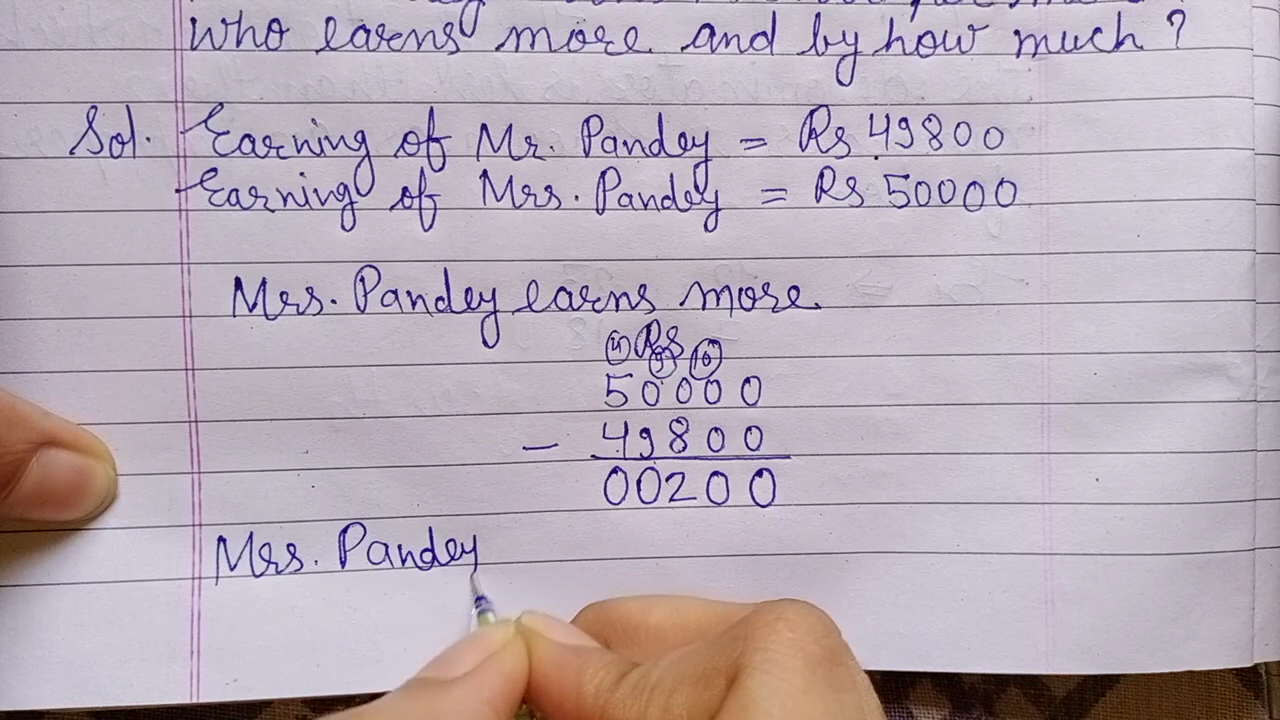 Who earns more and by how much ?
Sol. Earning of Mr. Pandey = Rs 49800
Earning of Mrs. Pandey = Rs 50000
Mrs. Pandey earns more.
Rs
50000
- 49800
00200
Mrs. Pandey